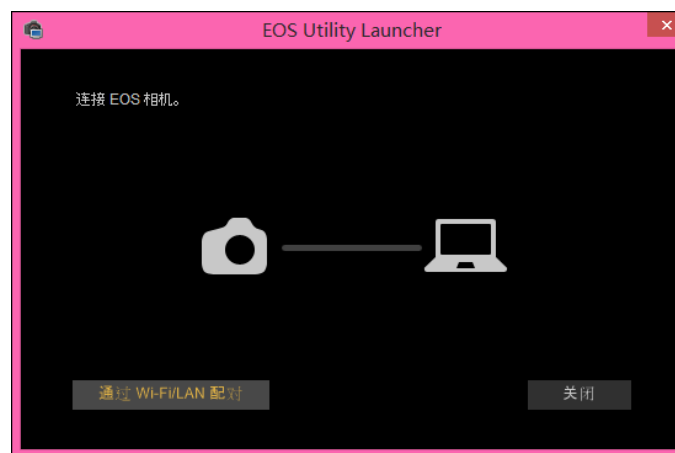 EOS Utility Launcher
连接 EOS 相机。
通过 Wi-Fi/LAN 配对
关闭